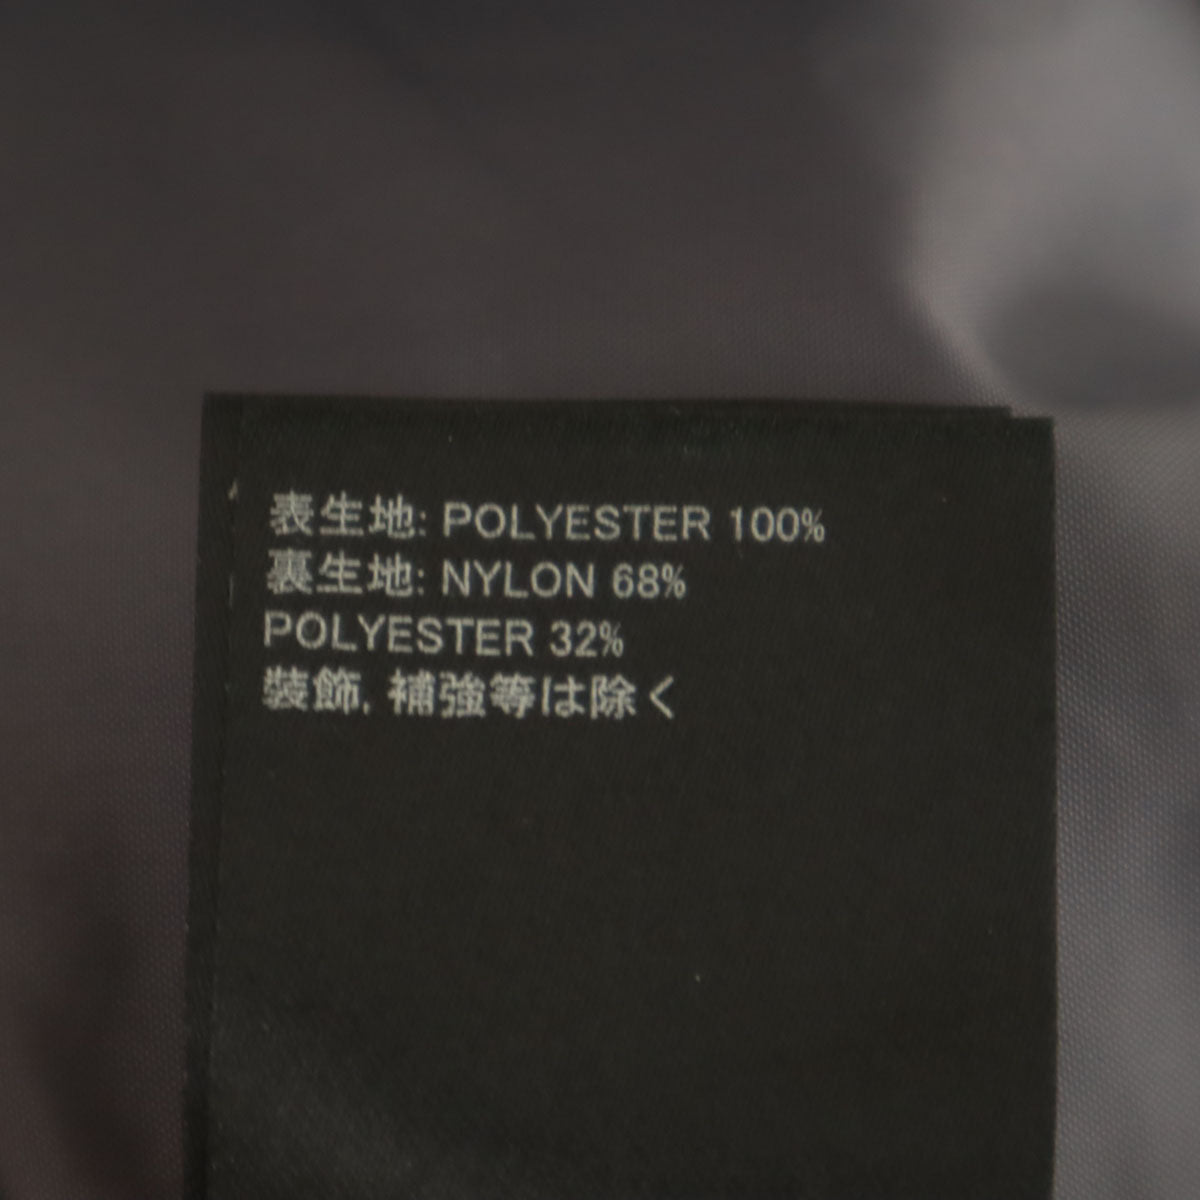 表生地: POLYESTER 100%
裏生地: NYLON 68%
POLYESTER 32%
装飾, 補強等は除く